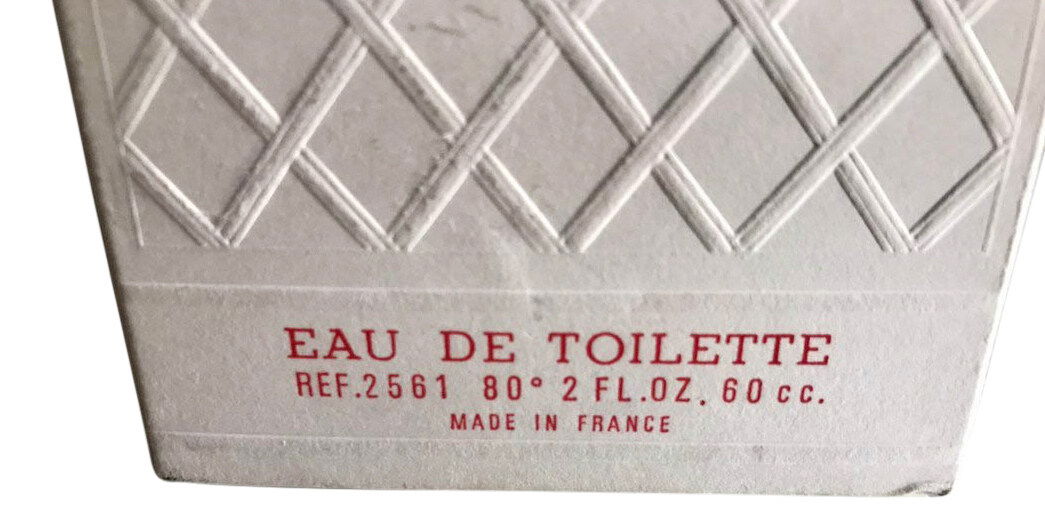 EAU DE TOILETTE
REF.2561 80° 2 FL.OZ. 60 cc.
MADE IN FRANCE